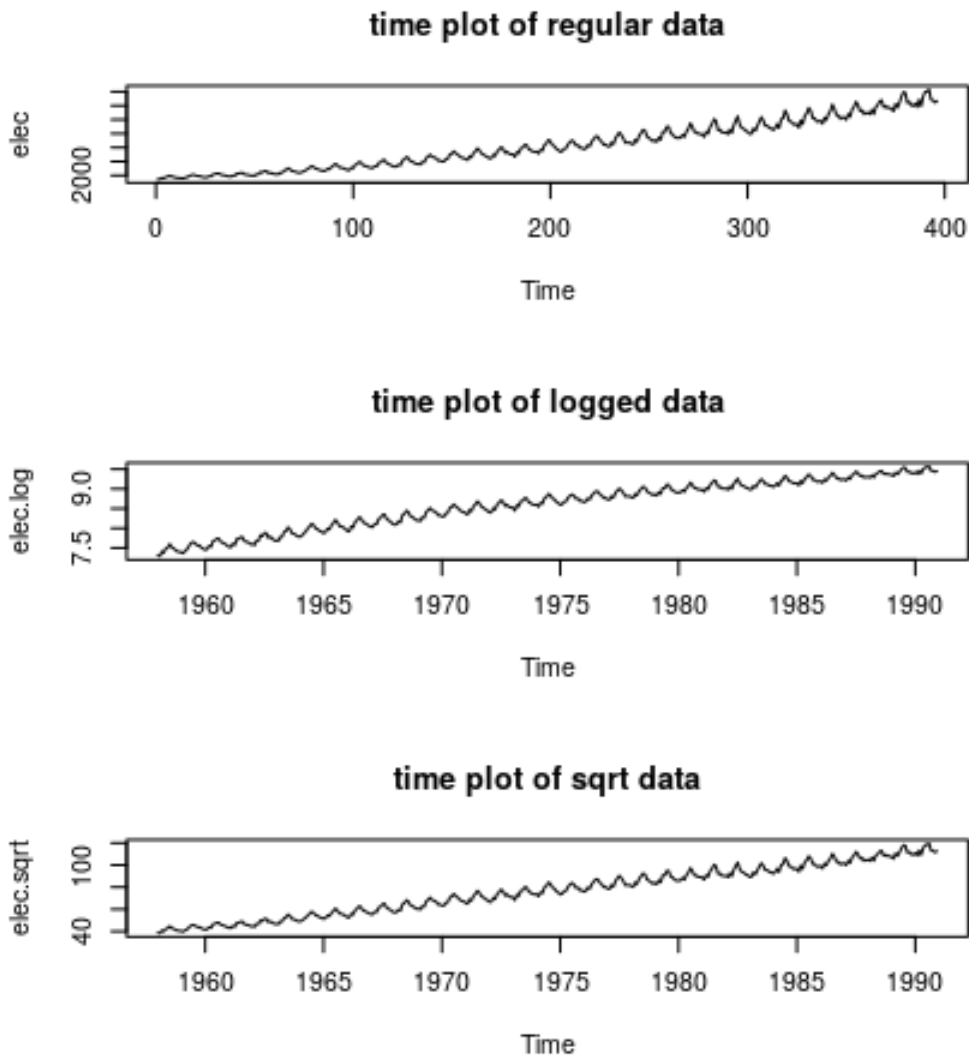 time plot of regular data
elec
2000
0 100 200 300 400
Time
time plot of logged data
elec.log
9.0
7.5
1960 1965 1970 1975 1980 1985 1990
Time
time plot of sqrt data
elec.sqrt
100
40
1960 1965 1970 1975 1980 1985 1990
Time